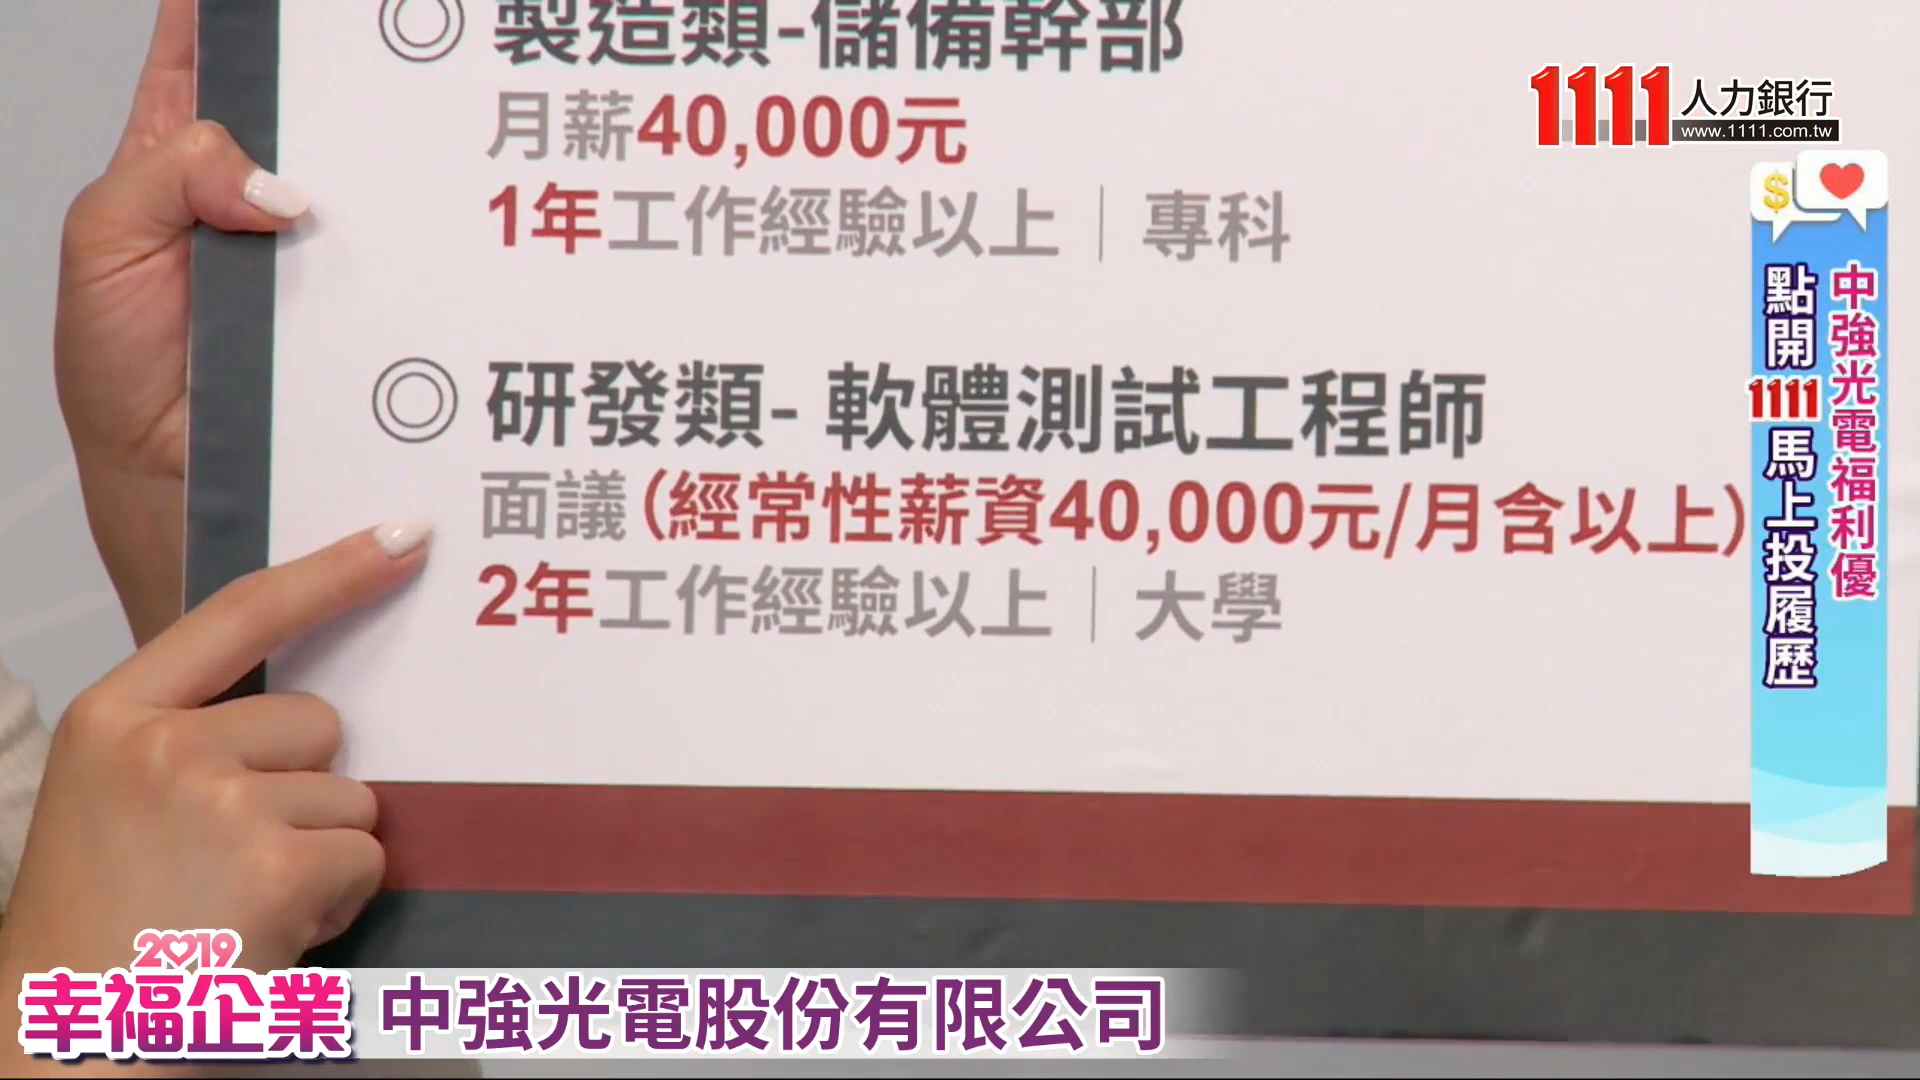 ◎ 製造類-儲備幹部
月薪40,000元
1年工作經驗以上｜專科
◎ 研發類- 軟體測試工程師
面議(經常性薪資40,000元/月含以上)
2年工作經驗以上｜大學
1111人力銀行
www.1111.com.tw
$
中強光電福利優
點開1111馬上投履歷
2019
幸福企業
中強光電股份有限公司